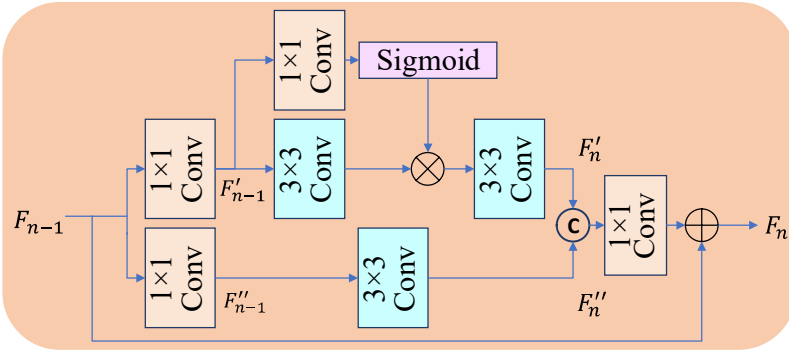 1×1 Conv
Sigmoid
1×1 Conv
F′ₙ₋₁
3×3 Conv
3×3 Conv
F′ₙ
Fₙ₋₁
C
1×1 Conv
Fₙ
1×1 Conv
F″ₙ₋₁
3×3 Conv
F″ₙ